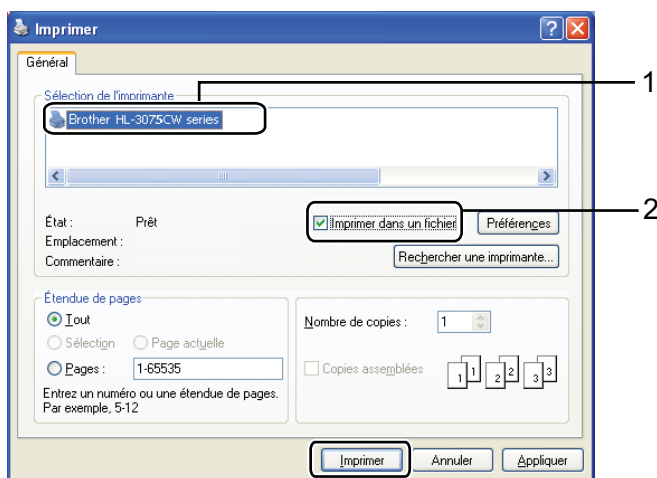 Imprimer
Général
1
Sélection de l'imprimante
Brother HL-3075CW series
État : Prêt
Imprimer dans un fichier
Préférences
2
Emplacement :
Commentaire :
Rechercher une imprimante...
Étendue de pages
Tout
Sélection Page actuelle
Pages : 1-65535
Entrez un numéro ou une étendue de pages.
Par exemple, 5-12
Nombre de copies : 1
Copies assemblées
1 1 2 2 3 3
Imprimer Annuler Appliquer